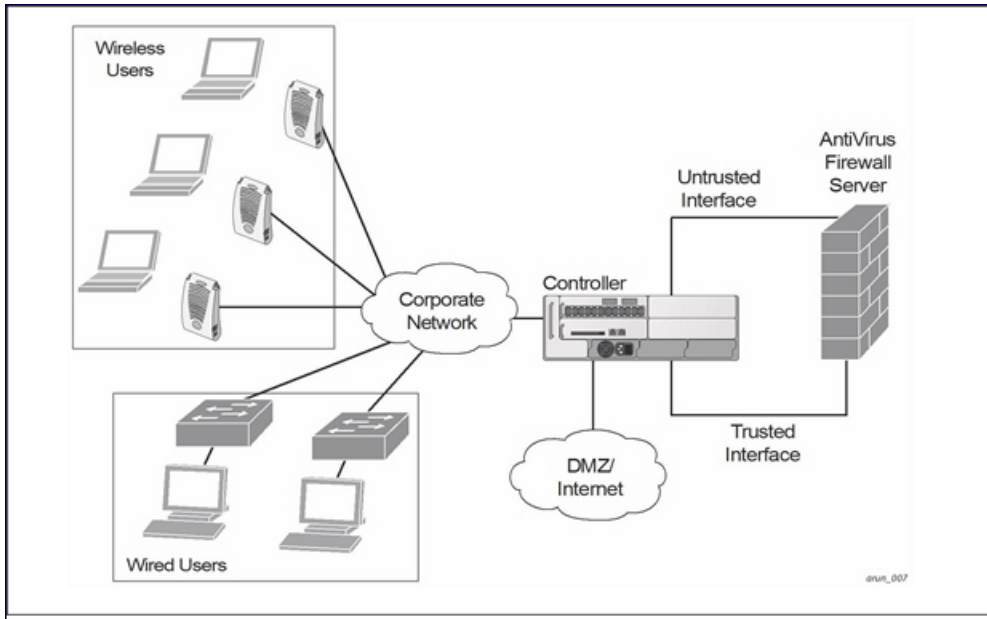 Wireless
Users
AntiVirus
Firewall
Server
Untrusted
Interface
Controller
Corporate
Network
Trusted
Interface
DMZ/
Internet
Wired Users
arun_007